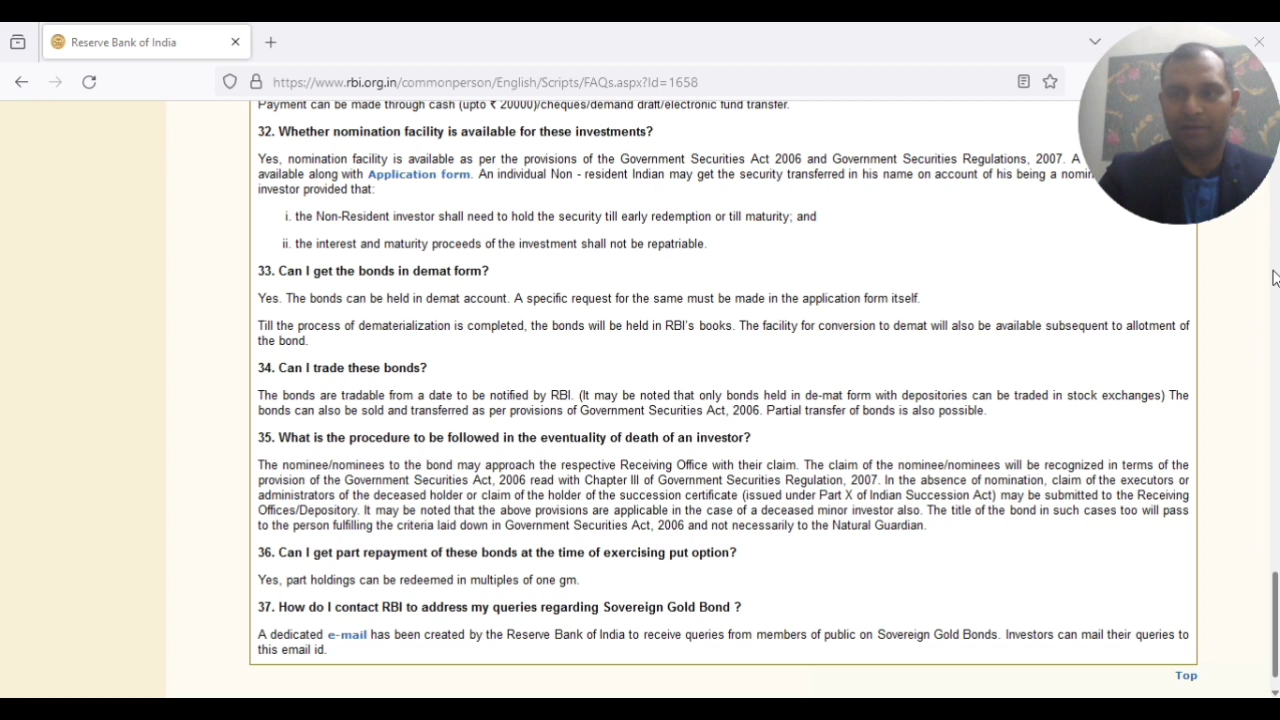 Reserve Bank of India
https://www.rbi.org.in/commonperson/English/Scripts/FAQs.aspx?Id=1658
Payment can be made through cash (upto ₹ 20000)/cheques/demand draft/electronic fund transfer.
32. Whether nomination facility is available for these investments?
Yes, nomination facility is available as per the provisions of the Government Securities Act 2006 and Government Securities Regulations, 2007. A
available along with Application form. An individual Non - resident Indian may get the security transferred in his name on account of his being a
investor provided that:
i. the Non-Resident investor shall need to hold the security till early redemption or till maturity; and
ii. the interest and maturity proceeds of the investment shall not be repatriable.
33. Can I get the bonds in demat form?
Yes. The bonds can be held in demat account. A specific request for the same must be made in the application form itself.
Till the process of dematerialization is completed, the bonds will be held in RBI's books. The facility for conversion to demat will also be available subsequent to allotment of
the bond.
34. Can I trade these bonds?
The bonds are tradable from a date to be notified by RBI. (It may be noted that only bonds held in de-mat form with depositories can be traded in stock exchanges) The
bonds can also be sold and transferred as per provisions of Government Securities Act, 2006. Partial transfer of bonds is also possible.
35. What is the procedure to be followed in the eventuality of death of an investor?
The nominee/nominees to the bond may approach the respective Receiving Office with their claim. The claim of the nominee/nominees will be recognized in terms of the
provision of the Government Securities Act, 2006 read with Chapter III of Government Securities Regulation, 2007. In the absence of nomination, claim of the executors or
administrators of the deceased holder or claim of the holder of the succession certificate (issued under Part X of Indian Succession Act) may be submitted to the Receiving
Offices/Depository. It may be noted that the above provisions are applicable in the case of a deceased minor investor also. The title of the bond in such cases too will pass
to the person fulfilling the criteria laid down in Government Securities Act, 2006 and not necessarily to the Natural Guardian.
36. Can I get part repayment of these bonds at the time of exercising put option?
Yes, part holdings can be redeemed in multiples of one gm.
37. How do I contact RBI to address my queries regarding Sovereign Gold Bond ?
A dedicated e-mail has been created by the Reserve Bank of India to receive queries from members of public on Sovereign Gold Bonds. Investors can mail their queries to
this email id.
Top